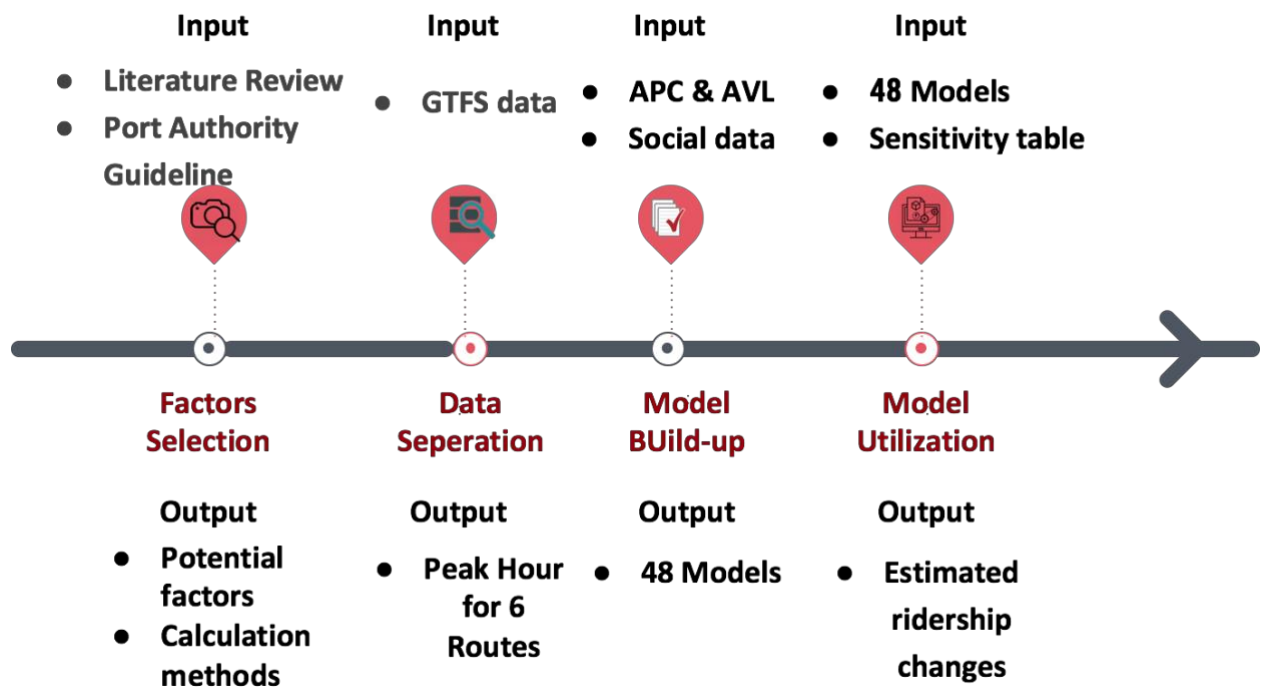 Input
● Literature Review
● Port Authority
Guideline
Input
● GTFS data
Input
● APC & AVL
● Social data
Input
● 48 Models
● Sensitivity table
Factors
Selection
Data
Seperation
Model
BUild-up
Model
Utilization
Output
● Potential
factors
● Calculation
methods
Output
● Peak Hour
for 6
Routes
Output
● 48 Models
Output
● Estimated
ridership
changes